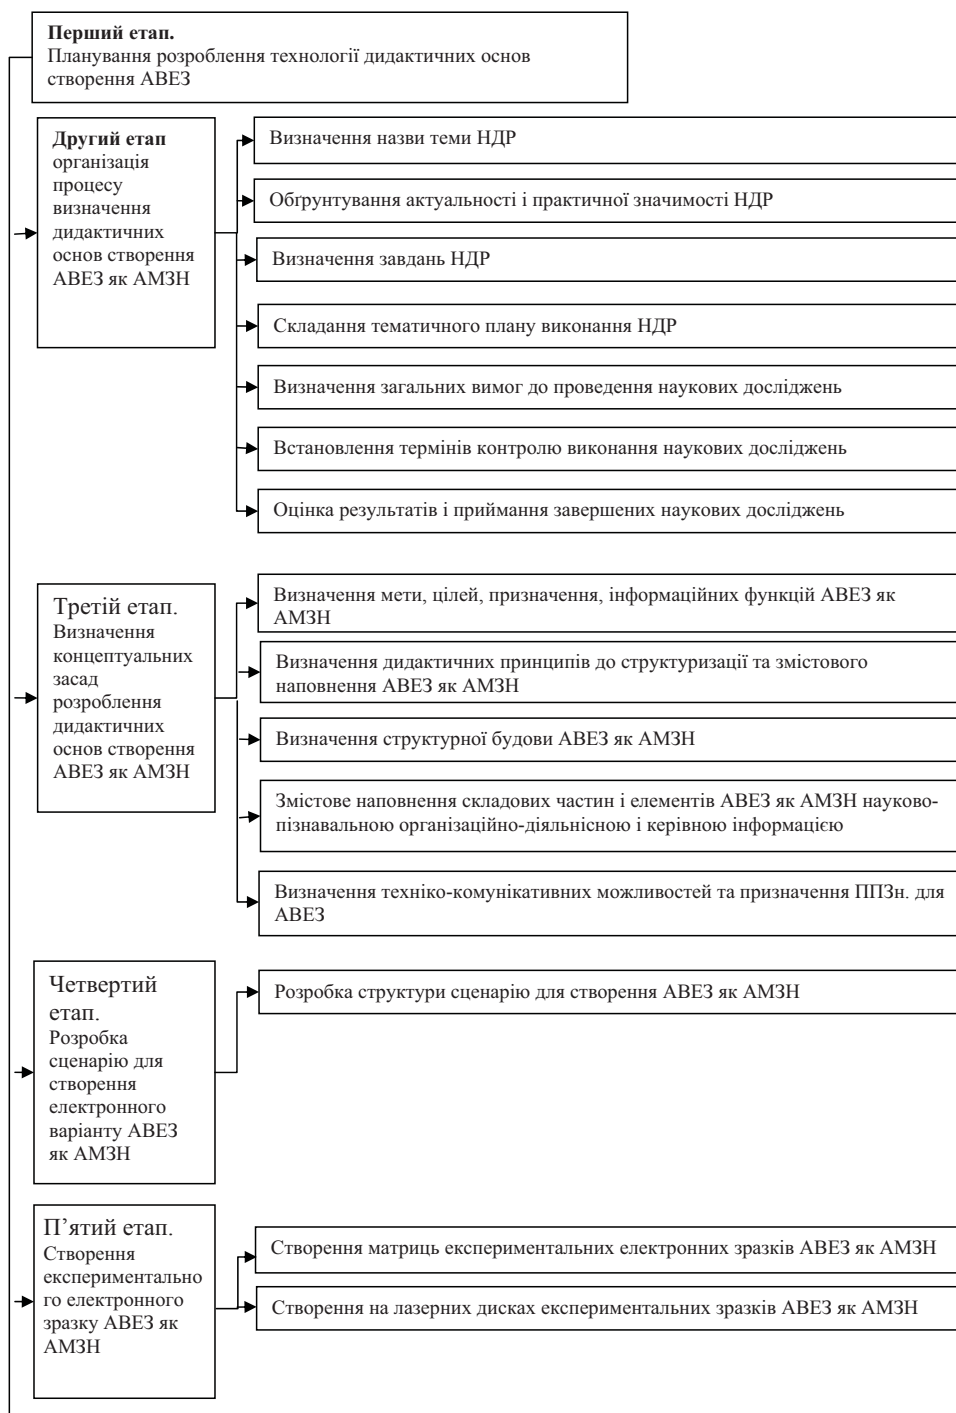 Перший етап.
Планування розроблення технології дидактичних основ
створення АВЕЗ
Другий етап
організація
процесу
визначення
дидактичних
основ створення
АВЕЗ як АМЗН
Визначення назви теми НДР
Обґрунтування актуальності і практичної значимості НДР
Визначення завдань НДР
Складання тематичного плану виконання НДР
Визначення загальних вимог до проведення наукових досліджень
Встановлення термінів контролю виконання наукових досліджень
Оцінка результатів і приймання завершених наукових досліджень
Третій етап.
Визначення
концептуальних
засад
розроблення
дидактичних
основ створення
АВЕЗ як АМЗН
Визначення мети, цілей, призначення, інформаційних функцій АВЕЗ як
АМЗН
Визначення дидактичних принципів до структуризації та змістового
наповнення АВЕЗ як АМЗН
Визначення структурної будови АВЕЗ як АМЗН
Змістове наповнення складових частин і елементів АВЕЗ як АМЗН науково-
пізнавальною організаційно-діяльнісною і керівною інформацією
Визначення техніко-комунікативних можливостей та призначення ППЗн. для
АВЕЗ
Четвертий
етап.
Розробка
сценарію для
створення
електронного
варіанту АВЕЗ
як АМЗН
Розробка структури сценарію для створення АВЕЗ як АМЗН
П’ятий етап.
Створення
експериментально
го електронного
зразку АВЕЗ як
АМЗН
Створення матриць експериментальних електронних зразків АВЕЗ як АМЗН
Створення на лазерних дисках експериментальних зразків АВЕЗ як АМЗН